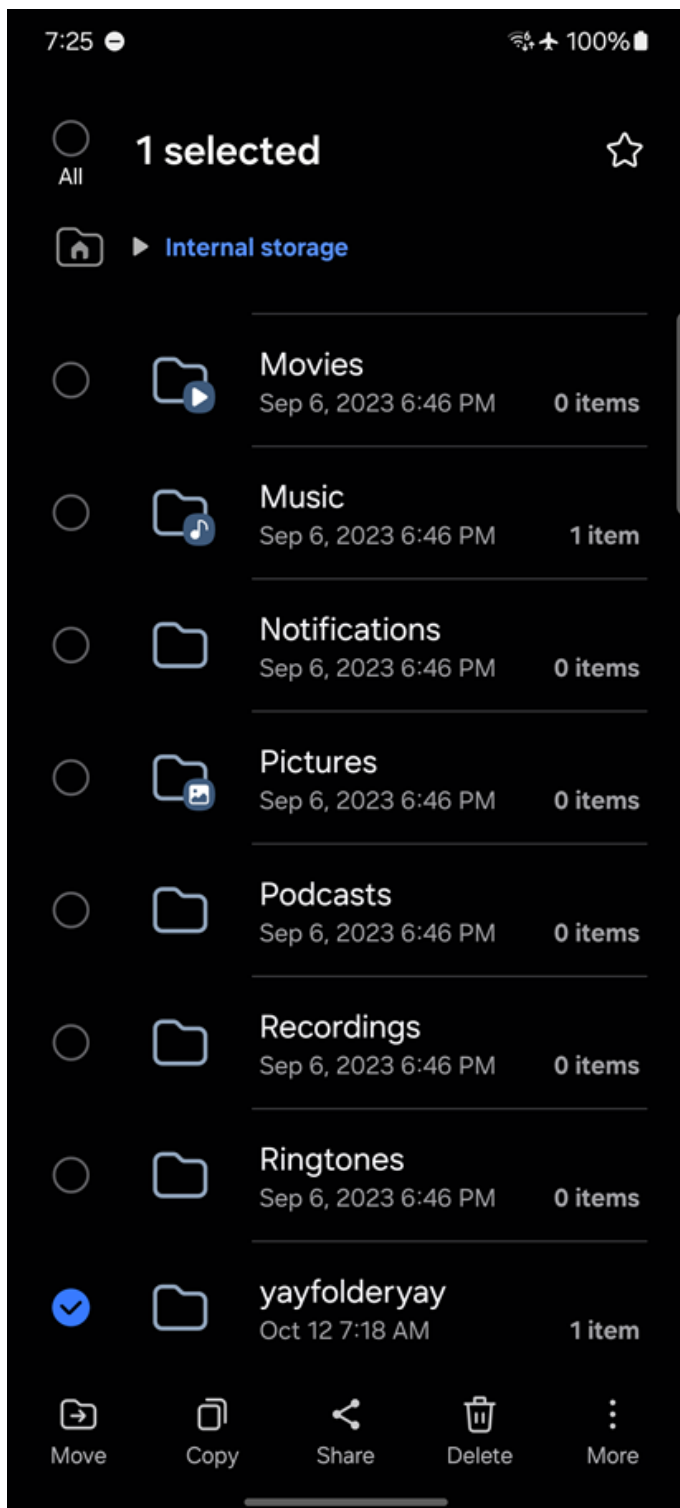 7:25 100%
All 1 selected
Internal storage
Movies
Sep 6, 2023 6:46 PM 0 items
Music
Sep 6, 2023 6:46 PM 1 item
Notifications
Sep 6, 2023 6:46 PM 0 items
Pictures
Sep 6, 2023 6:46 PM 0 items
Podcasts
Sep 6, 2023 6:46 PM 0 items
Recordings
Sep 6, 2023 6:46 PM 0 items
Ringtones
Sep 6, 2023 6:46 PM 0 items
yayfolderyay
Oct 12 7:18 AM 1 item
Move Copy Share Delete More